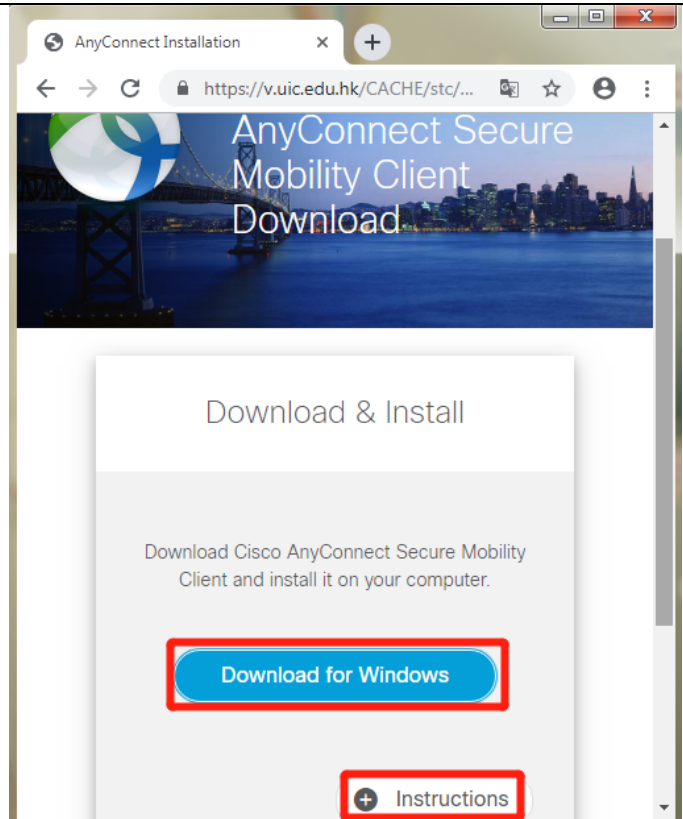 AnyConnect Installation
https://v.uic.edu.hk/CACHE/stc/...
AnyConnect Secure
Mobility Client
Download
Download & Install
Download Cisco AnyConnect Secure Mobility
Client and install it on your computer.
Download for Windows
Instructions